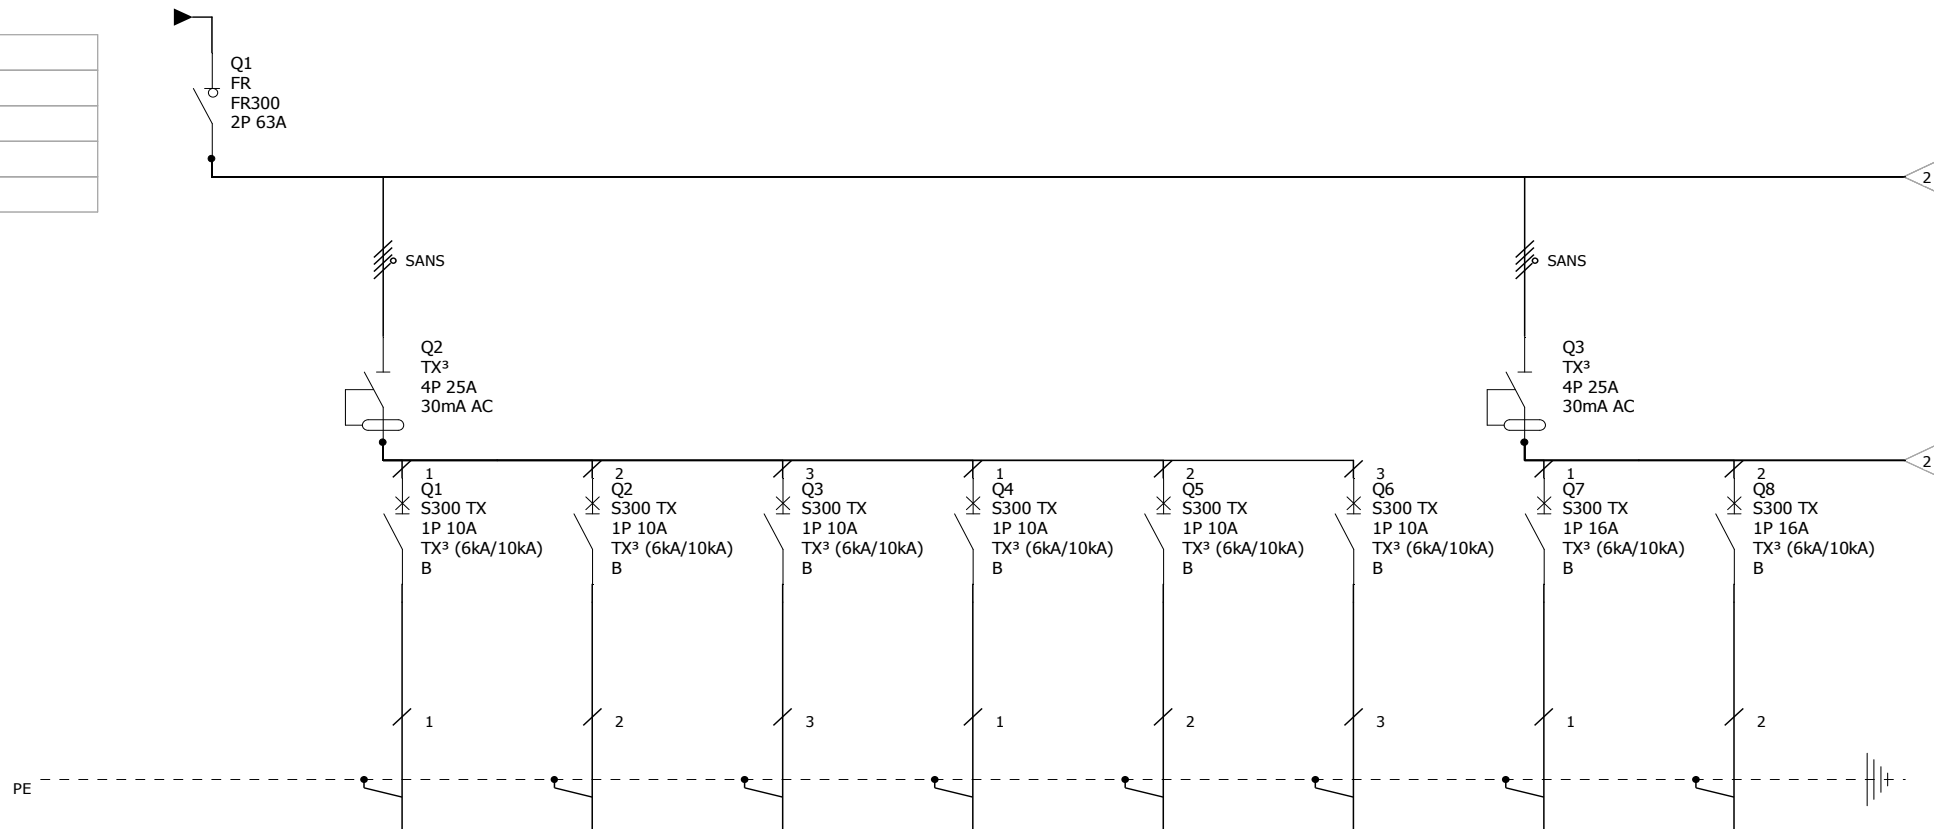 Q1
FR
FR300
2P 63A
2
SANS
SANS
Q2
TX³
4P 25A
30mA AC
Q3
TX³
4P 25A
30mA AC
2
1
Q1
S300 TX
1P 10A
TX³ (6kA/10kA)
B
2
Q2
S300 TX
1P 10A
TX³ (6kA/10kA)
B
3
Q3
S300 TX
1P 10A
TX³ (6kA/10kA)
B
1
Q4
S300 TX
1P 10A
TX³ (6kA/10kA)
B
2
Q5
S300 TX
1P 10A
TX³ (6kA/10kA)
B
3
Q6
S300 TX
1P 10A
TX³ (6kA/10kA)
B
1
Q7
S300 TX
1P 16A
TX³ (6kA/10kA)
B
2
Q8
S300 TX
1P 16A
TX³ (6kA/10kA)
B
1
2
3
1
2
3
1
2
PE